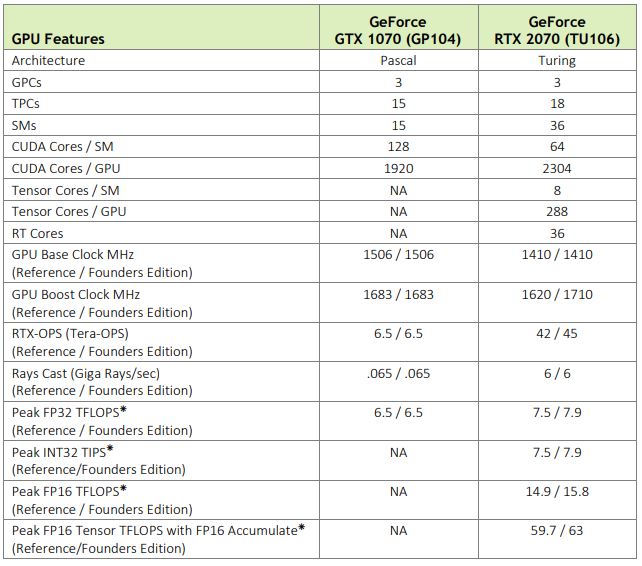 GPU Features GeForce GTX 1070 (GP104) GeForce RTX 2070 (TU106)
Architecture Pascal Turing
GPCs 3 3
TPCs 15 18
SMs 15 36
CUDA Cores / SM 128 64
CUDA Cores / GPU 1920 2304
Tensor Cores / SM NA 8
Tensor Cores / GPU NA 288
RT Cores NA 36
GPU Base Clock MHz
(Reference / Founders Edition) 1506 / 1506 1410 / 1410
GPU Boost Clock MHz
(Reference / Founders Edition) 1683 / 1683 1620 / 1710
RTX-OPS (Tera-OPS)
(Reference / Founders Edition) 6.5 / 6.5 42 / 45
Rays Cast (Giga Rays/sec)
(Reference / Founders Edition) .065 / .065 6 / 6
Peak FP32 TFLOPS*
(Reference / Founders Edition) 6.5 / 6.5 7.5 / 7.9
Peak INT32 TIPS*
(Reference/Founders Edition) NA 7.5 / 7.9
Peak FP16 TFLOPS*
(Reference/Founders Edition) NA 14.9 / 15.8
Peak FP16 Tensor TFLOPS with FP16 Accumulate*
(Reference/Founders Edition) NA 59.7 / 63